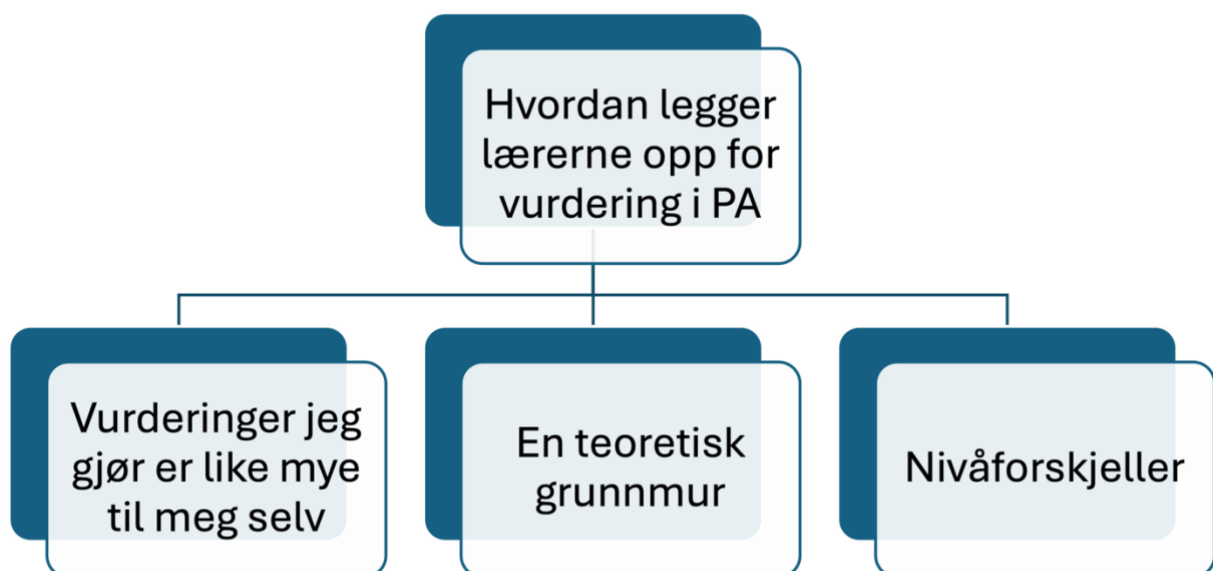 Hvordan legger
lærerne opp for
vurdering i PA
Vurderinger jeg
gjør er like mye
til meg selv
En teoretisk
grunnmur
Nivåforskjeller